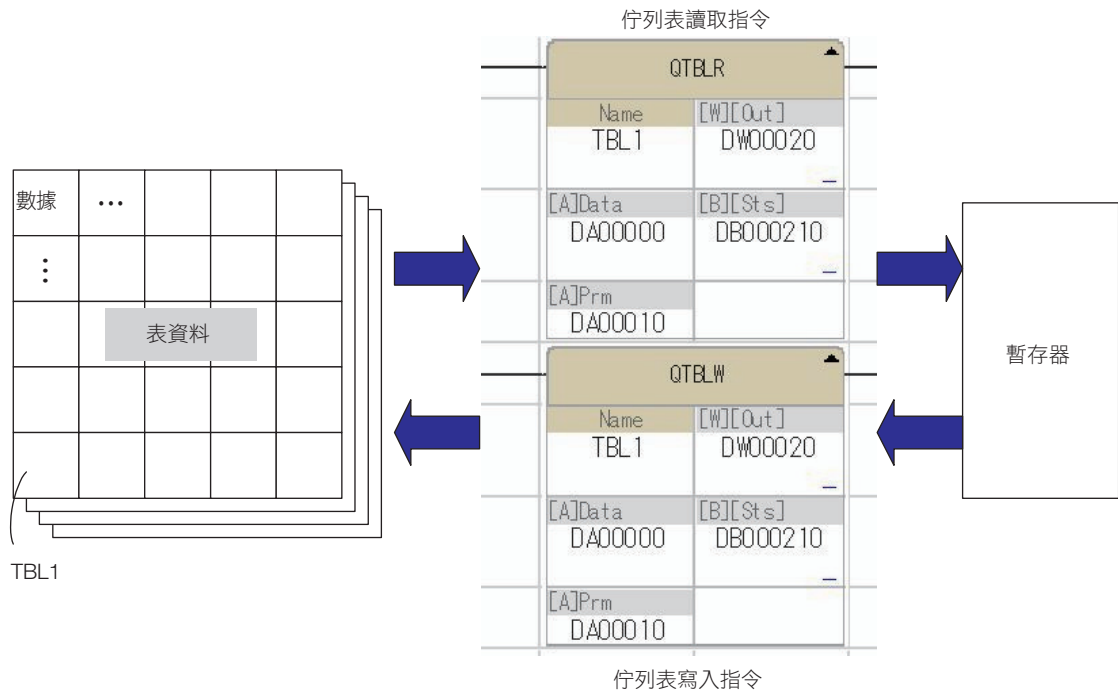 佇列表讀取指令
QTBLR
Name [W][Out]
TBL1 DW00020
[A]Data [B][Sts]
DA00000 DB000210
[A]Prm
DA00010
數據 …
⋮
表資料
TBL1
暫存器
QTBLW
Name [W][Out]
TBL1 DW00020
[A]Data [B][Sts]
DA00000 DB000210
[A]Prm
DA00010
佇列表寫入指令